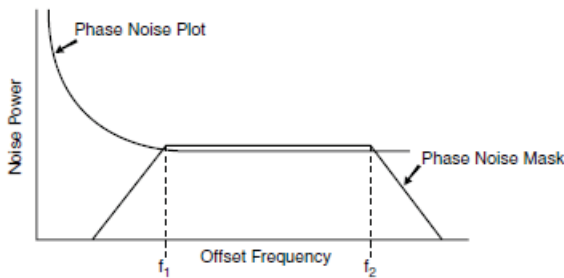 Phase Noise Plot
Noise Power
Phase Noise Mask
f1
Offset Frequency
f2